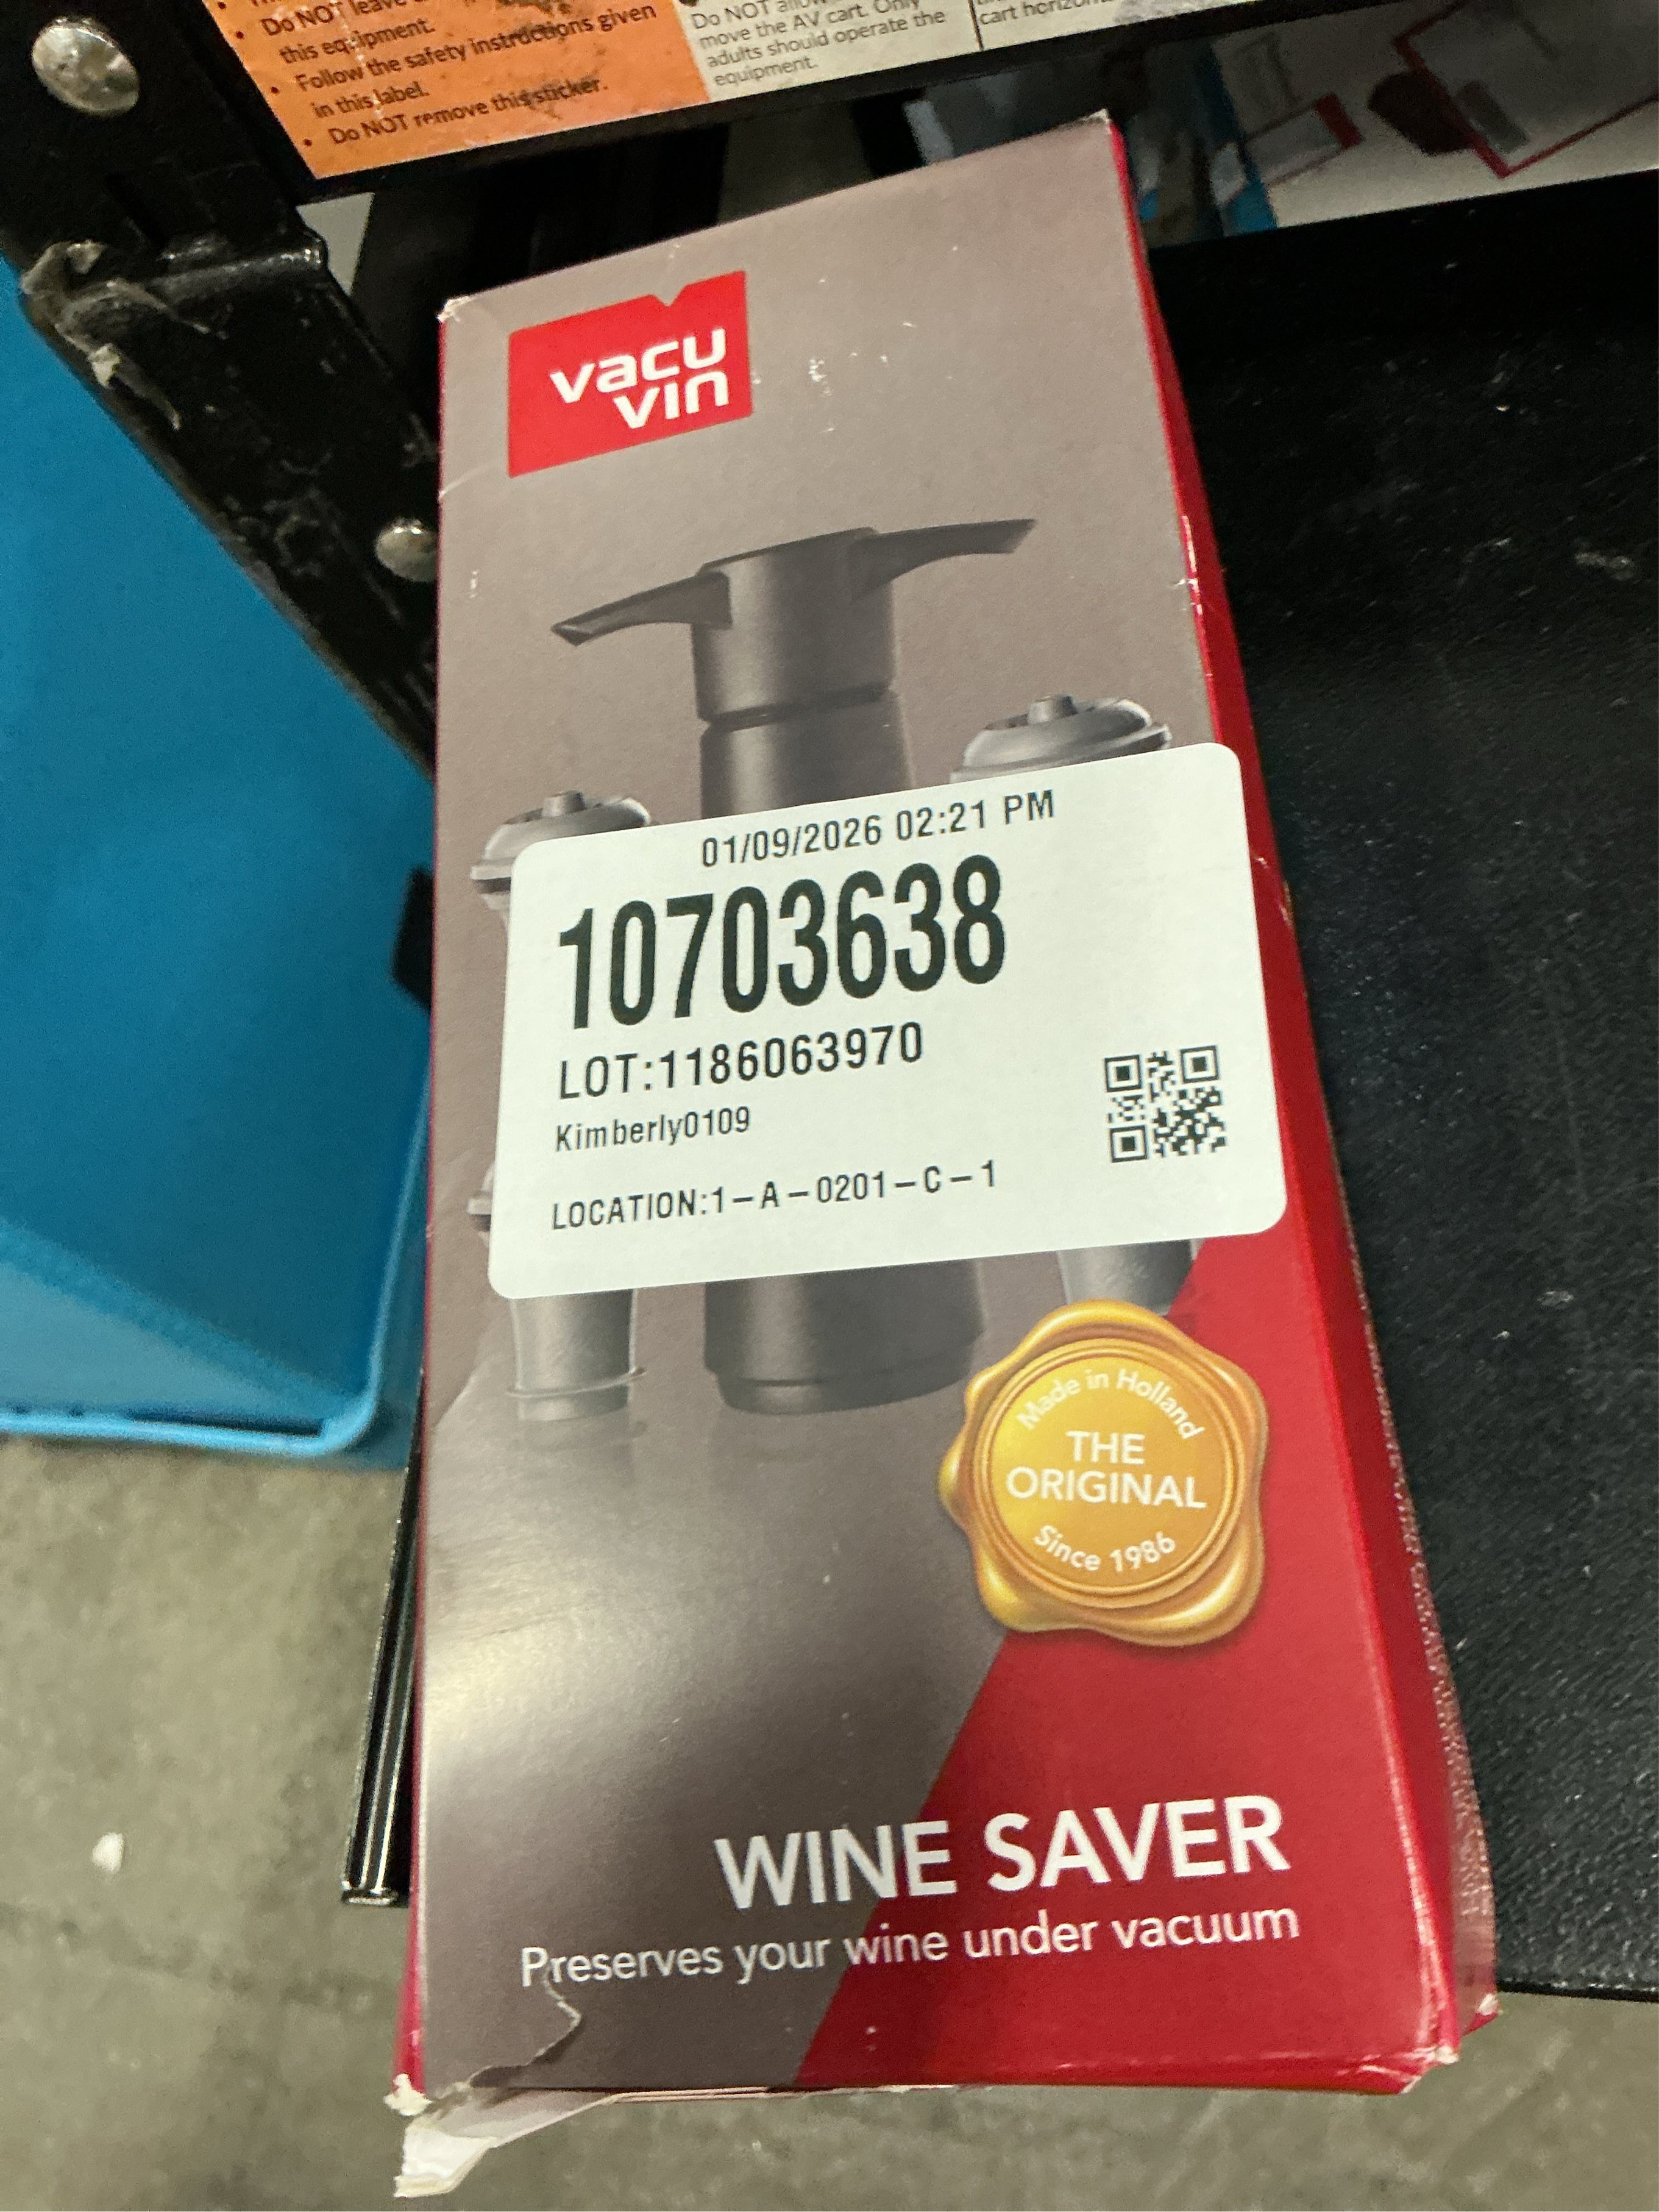 Do NOT leave
this equipment.
Follow the safety instructions given
in this label.
Do NOT remove this sticker.
Do NOT
move the AV cart. Only
adults should operate the
equipment.
cart
vacu
vin
01/09/2026 02:21 PM
10703638
LOT:1186063970
Kimberly0109
LOCATION:1-A-0201-C-1
Made in Holland
THE
ORIGINAL
Since 1986
WINE SAVER
Preserves your wine under vacuum